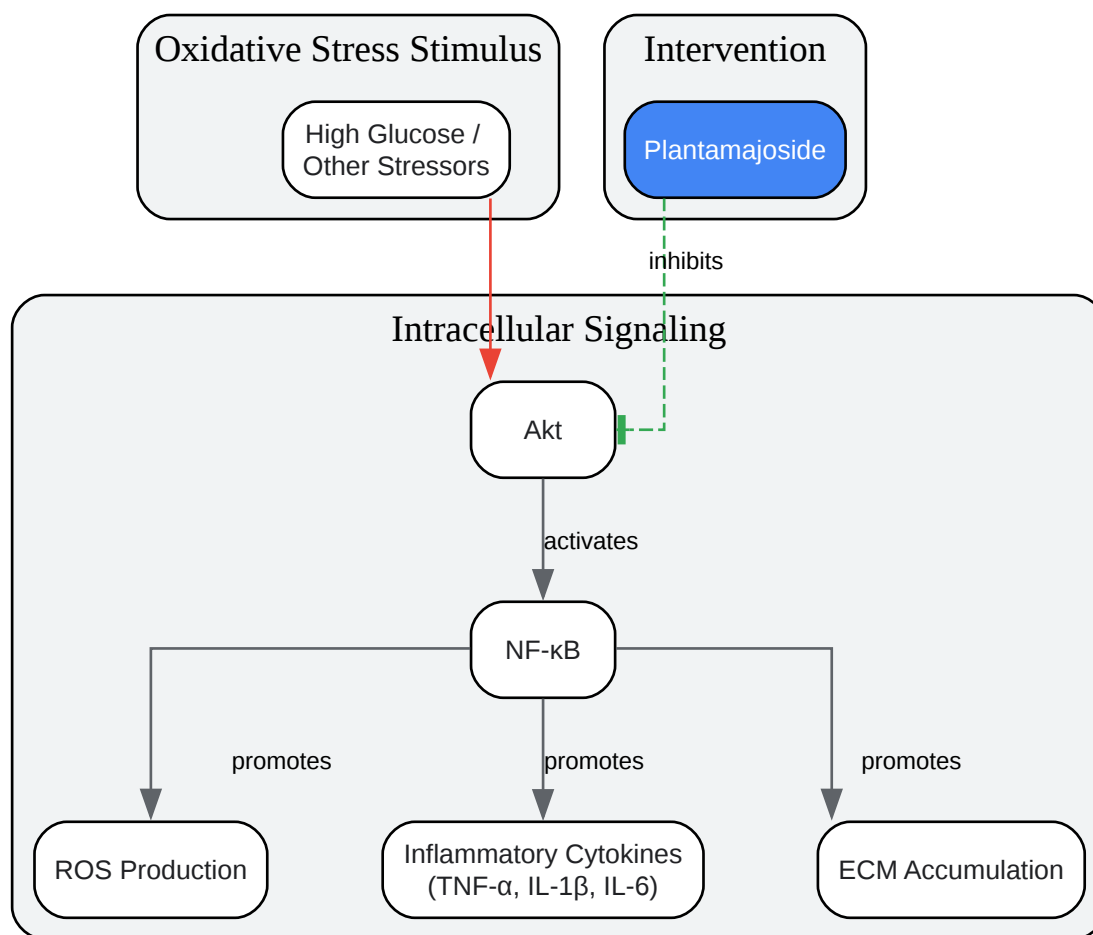 Oxidative Stress Stimulus
Intervention
High Glucose /
Other Stressors
Plantamajoside
inhibits
Intracellular Signaling
Akt
activates
NF-κB
promotes
promotes
promotes
ROS Production
Inflammatory Cytokines
(TNF-α, IL-1β, IL-6)
ECM Accumulation